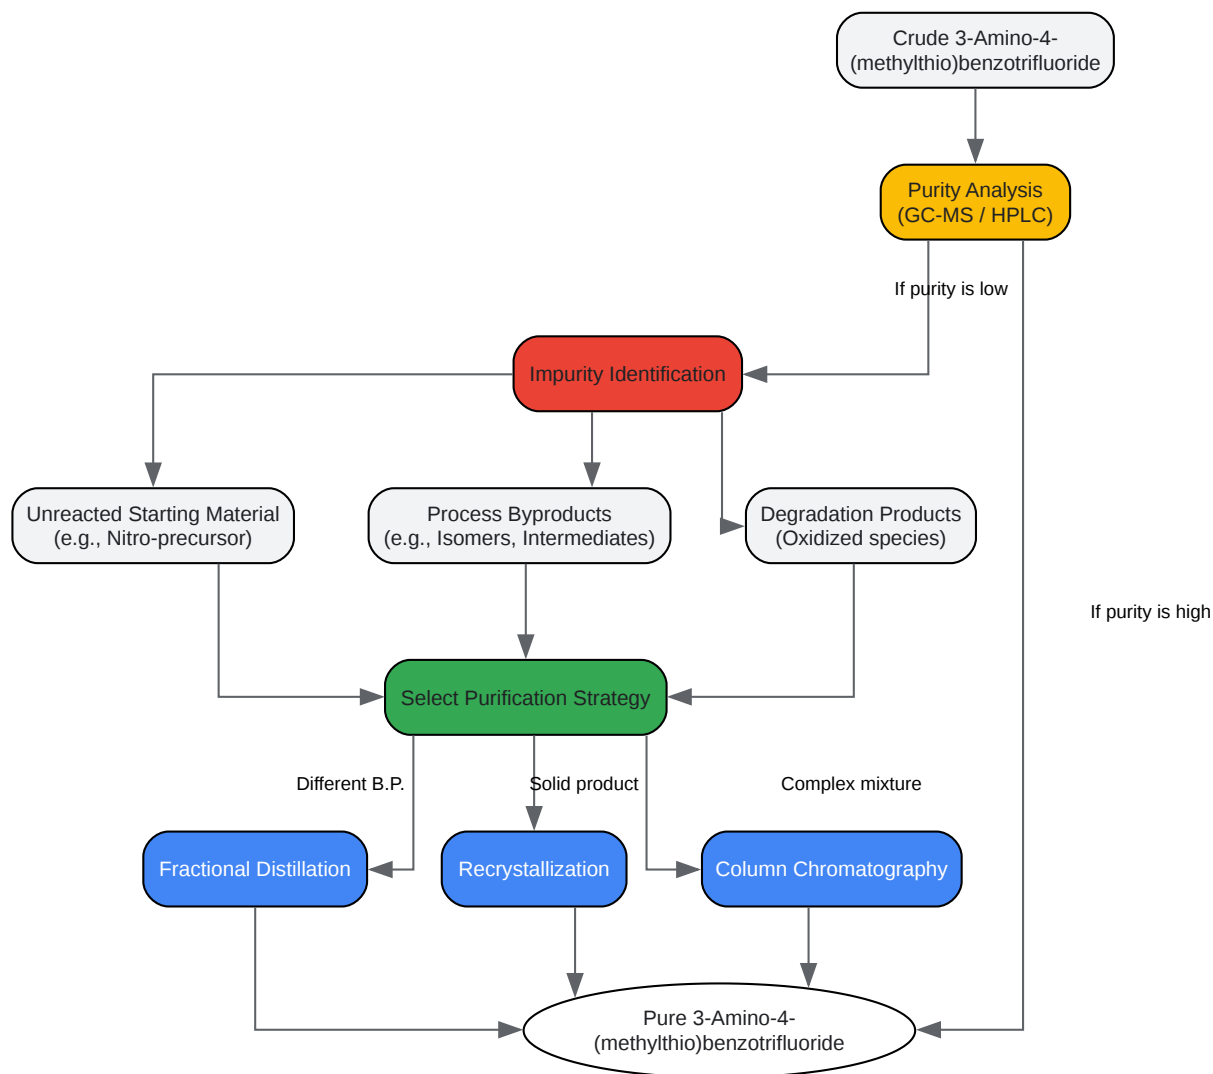 Crude 3-Amino-4-
(methylthio)benzotrifluoride
Purity Analysis
(GC-MS / HPLC)
If purity is low
Impurity Identification
Unreacted Starting Material
(e.g., Nitro-precursor)
Process Byproducts
(e.g., Isomers, Intermediates)
Degradation Products
(Oxidized species)
If purity is high
Select Purification Strategy
Different B.P.
Solid product
Complex mixture
Fractional Distillation
Recrystallization
Column Chromatography
Pure 3-Amino-4-
(methylthio)benzotrifluoride